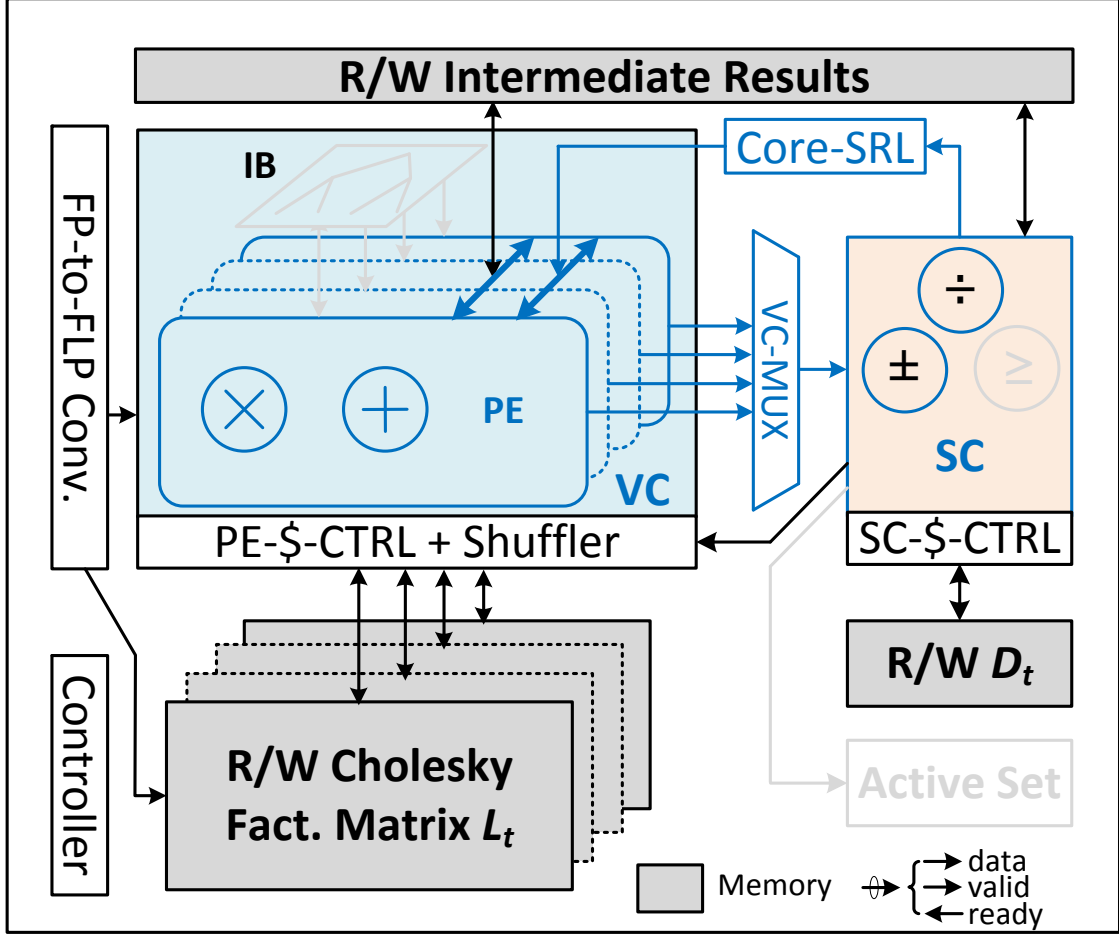 R/W Intermediate Results
FP-to-FLP Conv.
IB
Core-SRL
÷
±
≥
×
+
PE
VC
VC-MUX
SC
PE-$-CTRL + Shuffler
SC-$-CTRL
Controller
R/W Cholesky
Fact. Matrix Lt
R/W Dt
Active Set
Memory
data
valid
ready